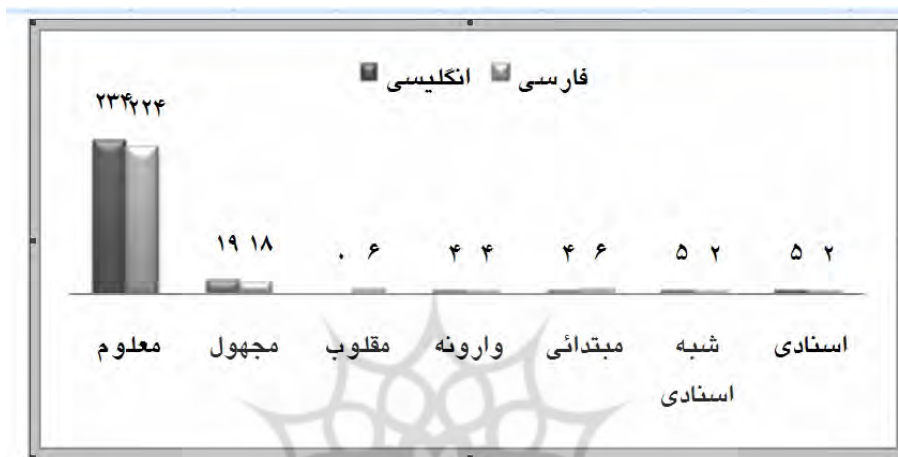 انگلیسی فارسی
۲۳۴ ۲۲۴
۱۹ ۱۸
۰ ۶
۴ ۴
۴ ۶
۵ ۲
۵ ۲
معلوم
مجهول
مقلوب
وارونه
مبتدائی
شبه
اسنادی
اسنادی